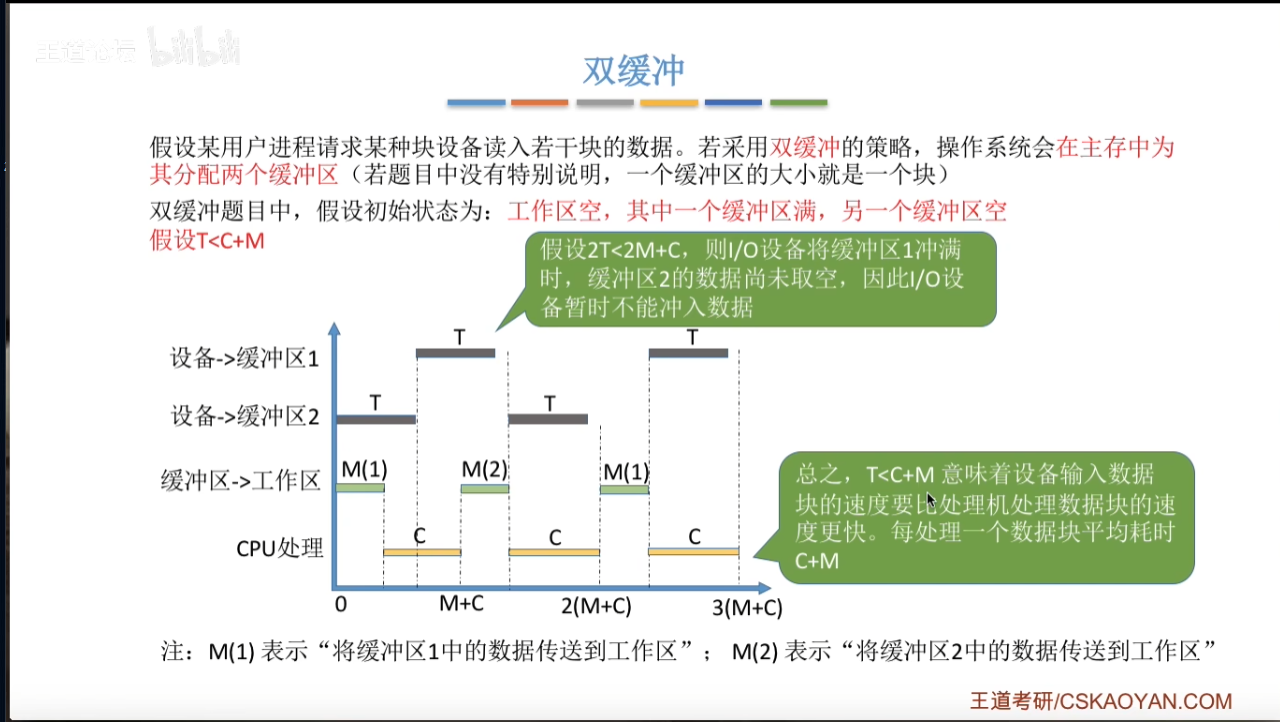 王道论坛 bilibili
双缓冲
假设某用户进程请求某种块设备读入若干块的数据。若采用双缓冲的策略，操作系统会在主存中为
其分配两个缓冲区（若题目中没有特别说明，一个缓冲区的大小就是一个块）
双缓冲题目中，假设初始状态为：工作区空，其中一个缓冲区满，另一个缓冲区空
假设T<C+M
假设2T<2M+C，则I/O设备将缓冲区1冲满
时，缓冲区2的数据尚未取空，因此I/O设
备暂时不能冲入数据
T T
设备->缓冲区1
T T
设备->缓冲区2
M(1) M(2) M(1)
缓冲区->工作区
总之，T<C+M 意味着设备输入数据
块的速度要比处理机处理数据块的速
度更快。每处理一个数据块平均耗时
C+M
C C C
CPU处理
0 M+C 2(M+C) 3(M+C)
注：M(1) 表示“将缓冲区1中的数据传送到工作区”； M(2) 表示“将缓冲区2中的数据传送到工作区”
王道考研/CSKAOYAN.COM